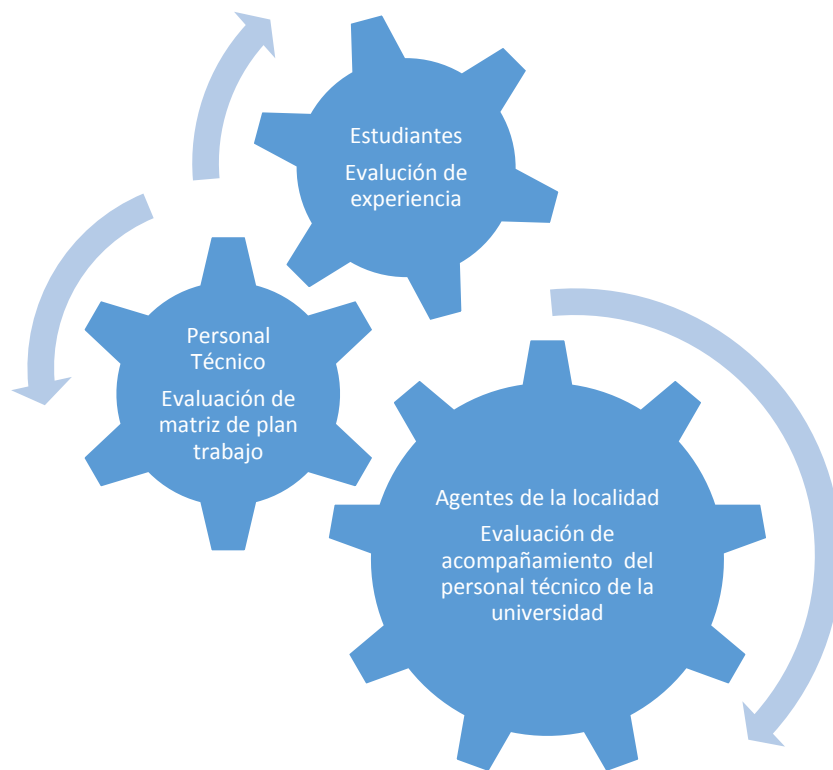 Estudiantes
Evalución de
experiencia
Personal
Técnico
Evaluación de
matriz de plan
trabajo
Agentes de la localidad
Evaluación de
acompañamiento  del
personal técnico de la
universidad